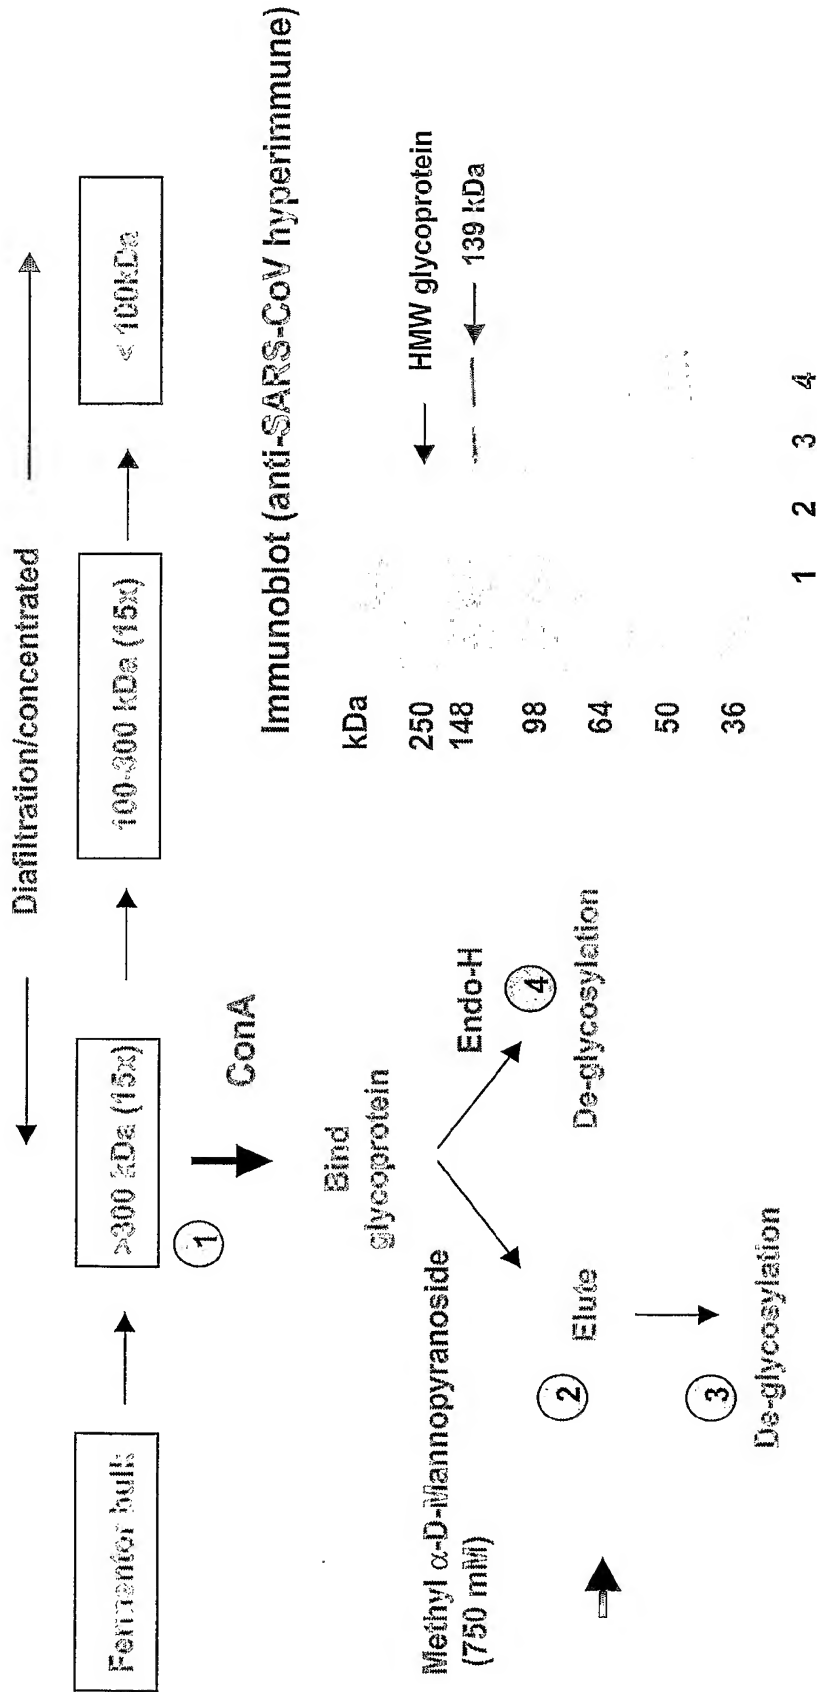 Diafiltration/concentrated
Fermentor bulk
>300 kDa (15x)
100-300 kDa (15x)
< 100kDa
1
ConA
Bind
glycoprotein
Methyl α-D-Mannopyranoside
(750 mM)
Endo-H
2
Elute
4
De-glycosylation
3
De-glycosylation
Immunoblot (anti-SARS-CoV hyperimmune)
kDa
250
148
98
64
50
36
HMW glycoprotein
139 kDa
1 2 3 4